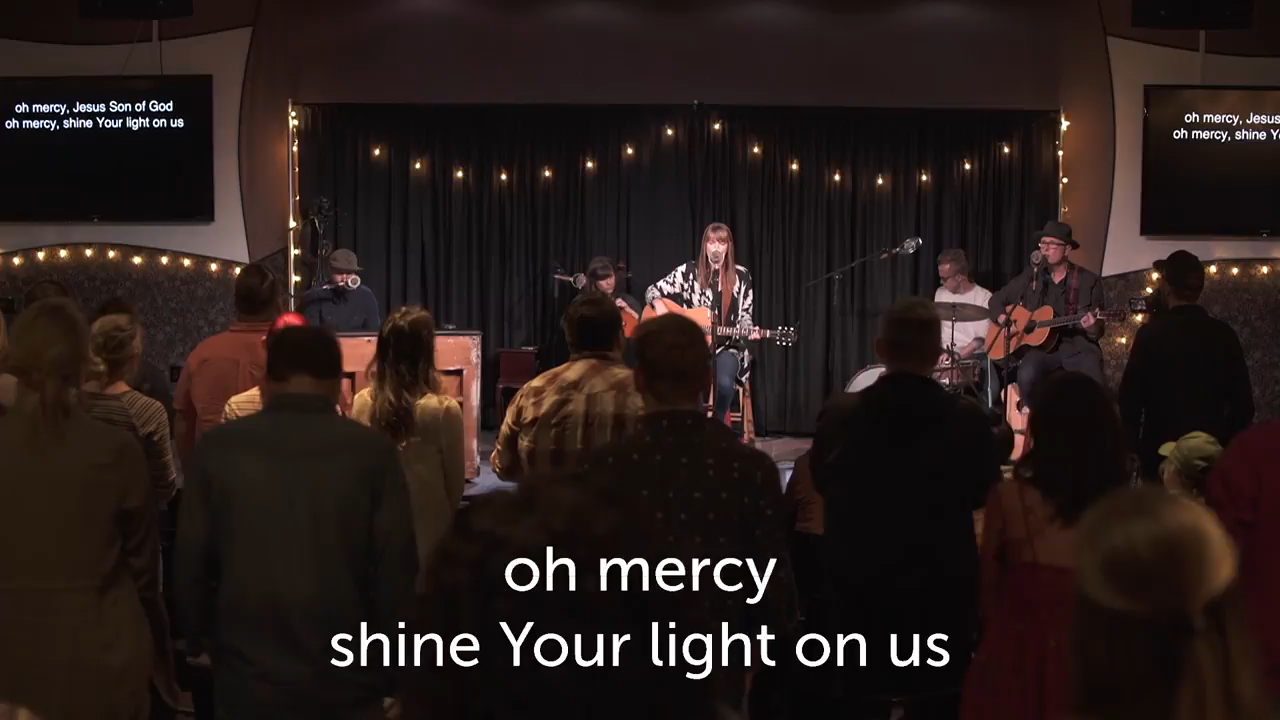 oh mercy, Jesus Son of God
oh mercy, shine Your light on us
oh mercy, Jesus
oh mercy, shine
oh mercy
shine Your light on us